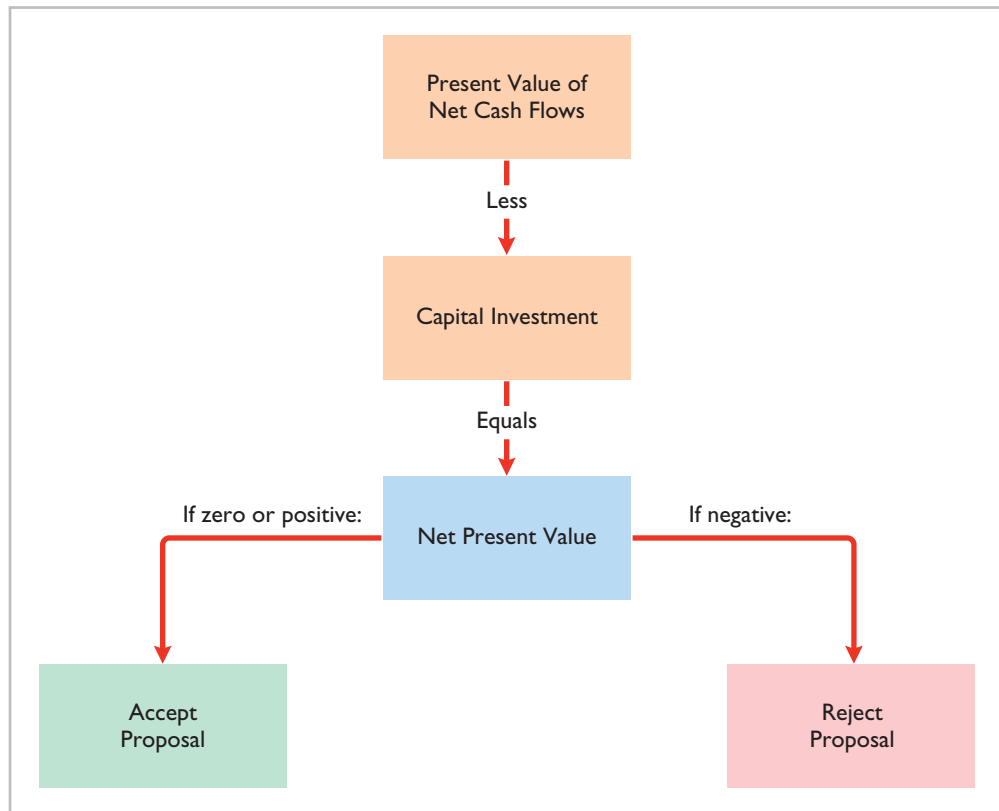 Present Value of
Net Cash Flows
Less
Capital Investment
Equals
If zero or positive:
If negative:
Net Present Value
Accept
Proposal
Reject
Proposal